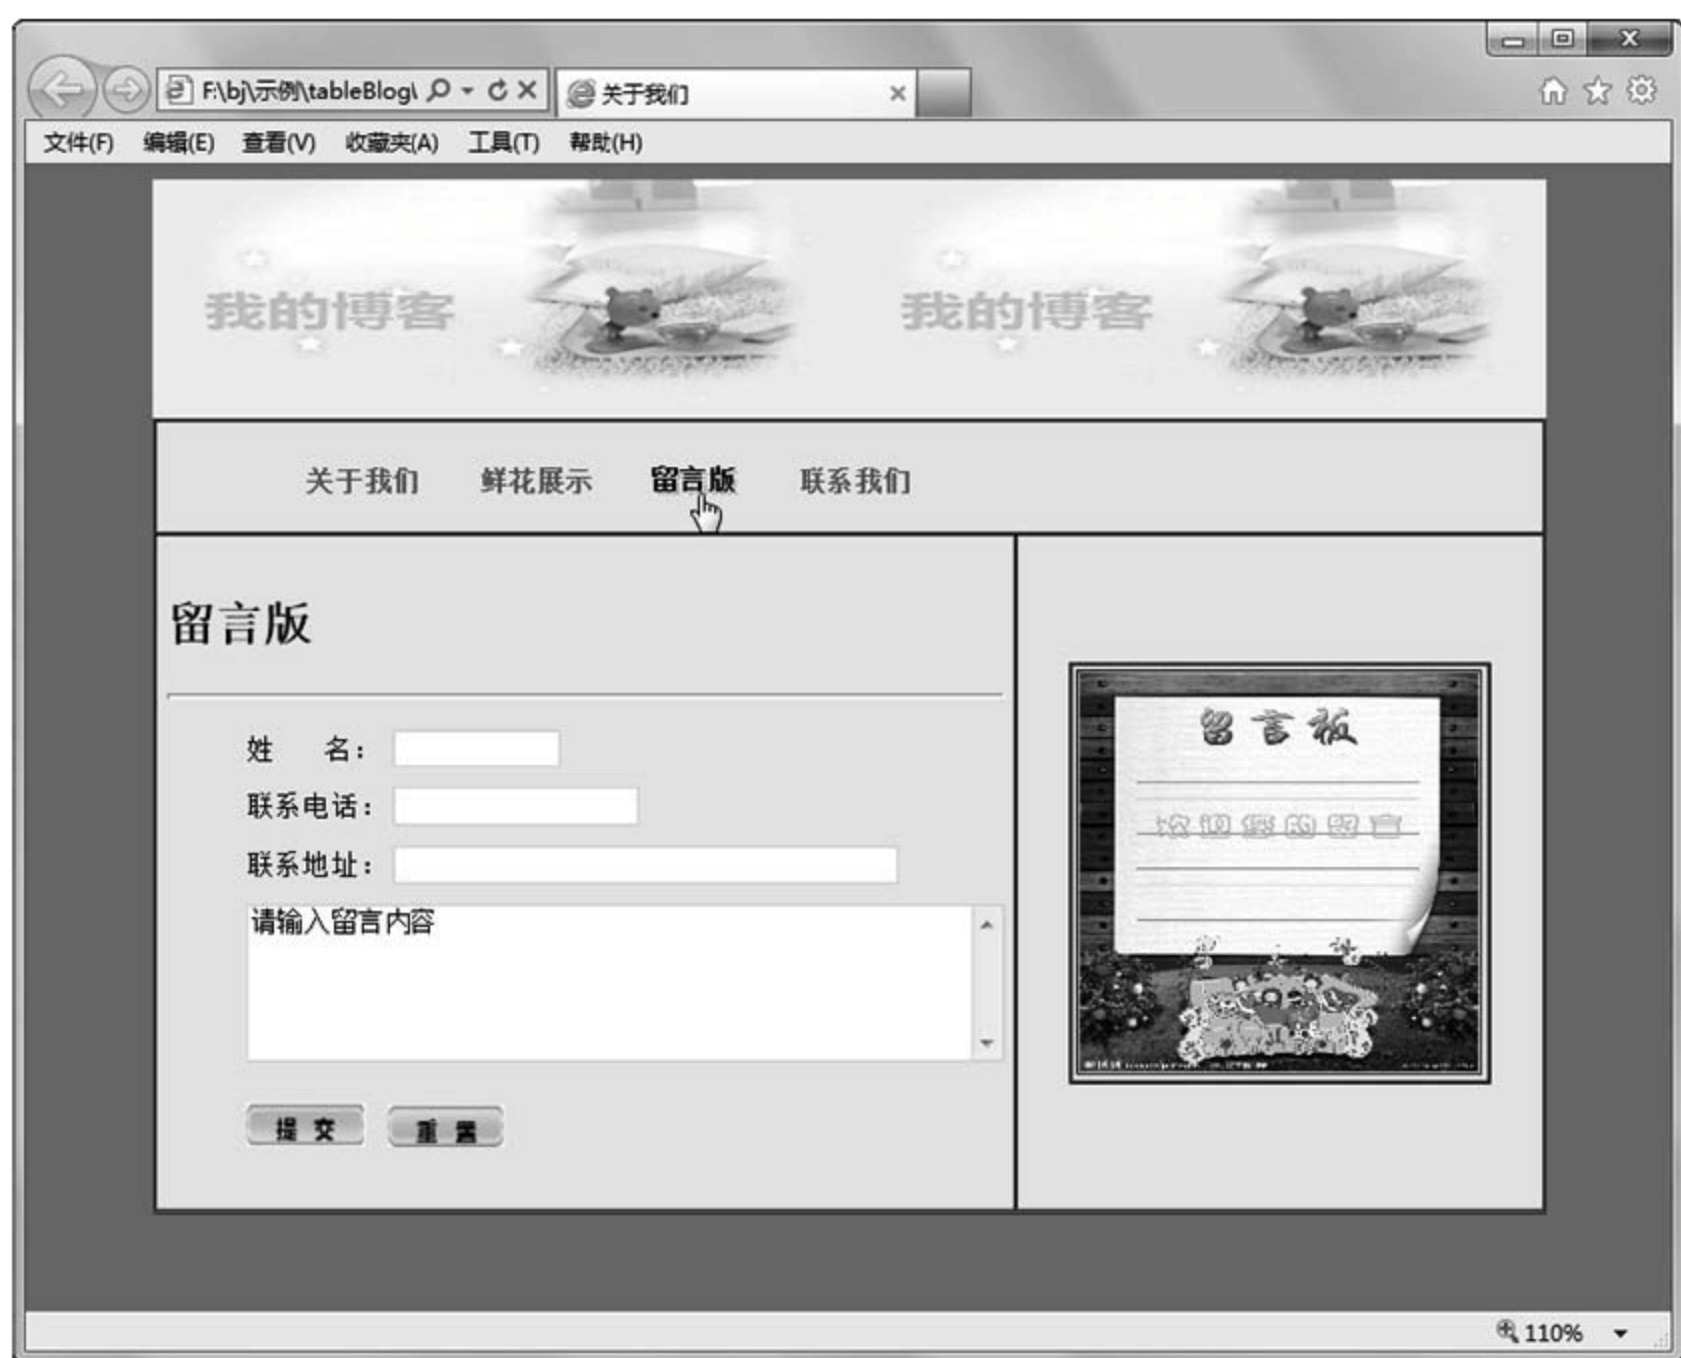 F:\bj\示例\tableBlog\ 关于我们
文件(F) 编辑(E) 查看(V) 收藏夹(A) 工具(T) 帮助(H)
我的博客 我的博客
关于我们 鲜花展示 留言版 联系我们
留言版
留言板
姓 名：
联系电话：
欢迎您的留言
联系地址：
请输入留言内容
提 交 重 置
110%